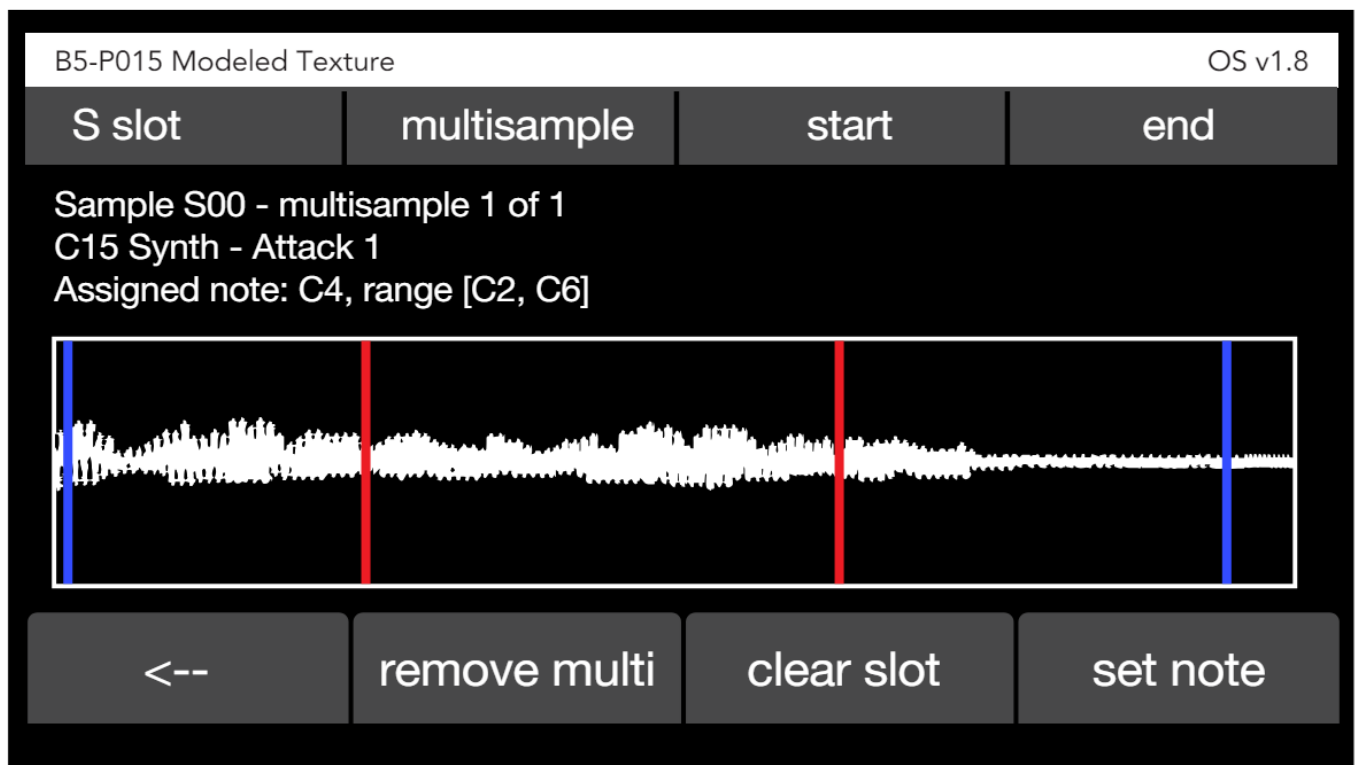 B5-P015 Modeled Texture OS v1.8
S slot multisample start end
Sample S00 - multisample 1 of 1
C15 Synth - Attack 1
Assigned note: C4, range [C2, C6]
<-- remove multi clear slot set note